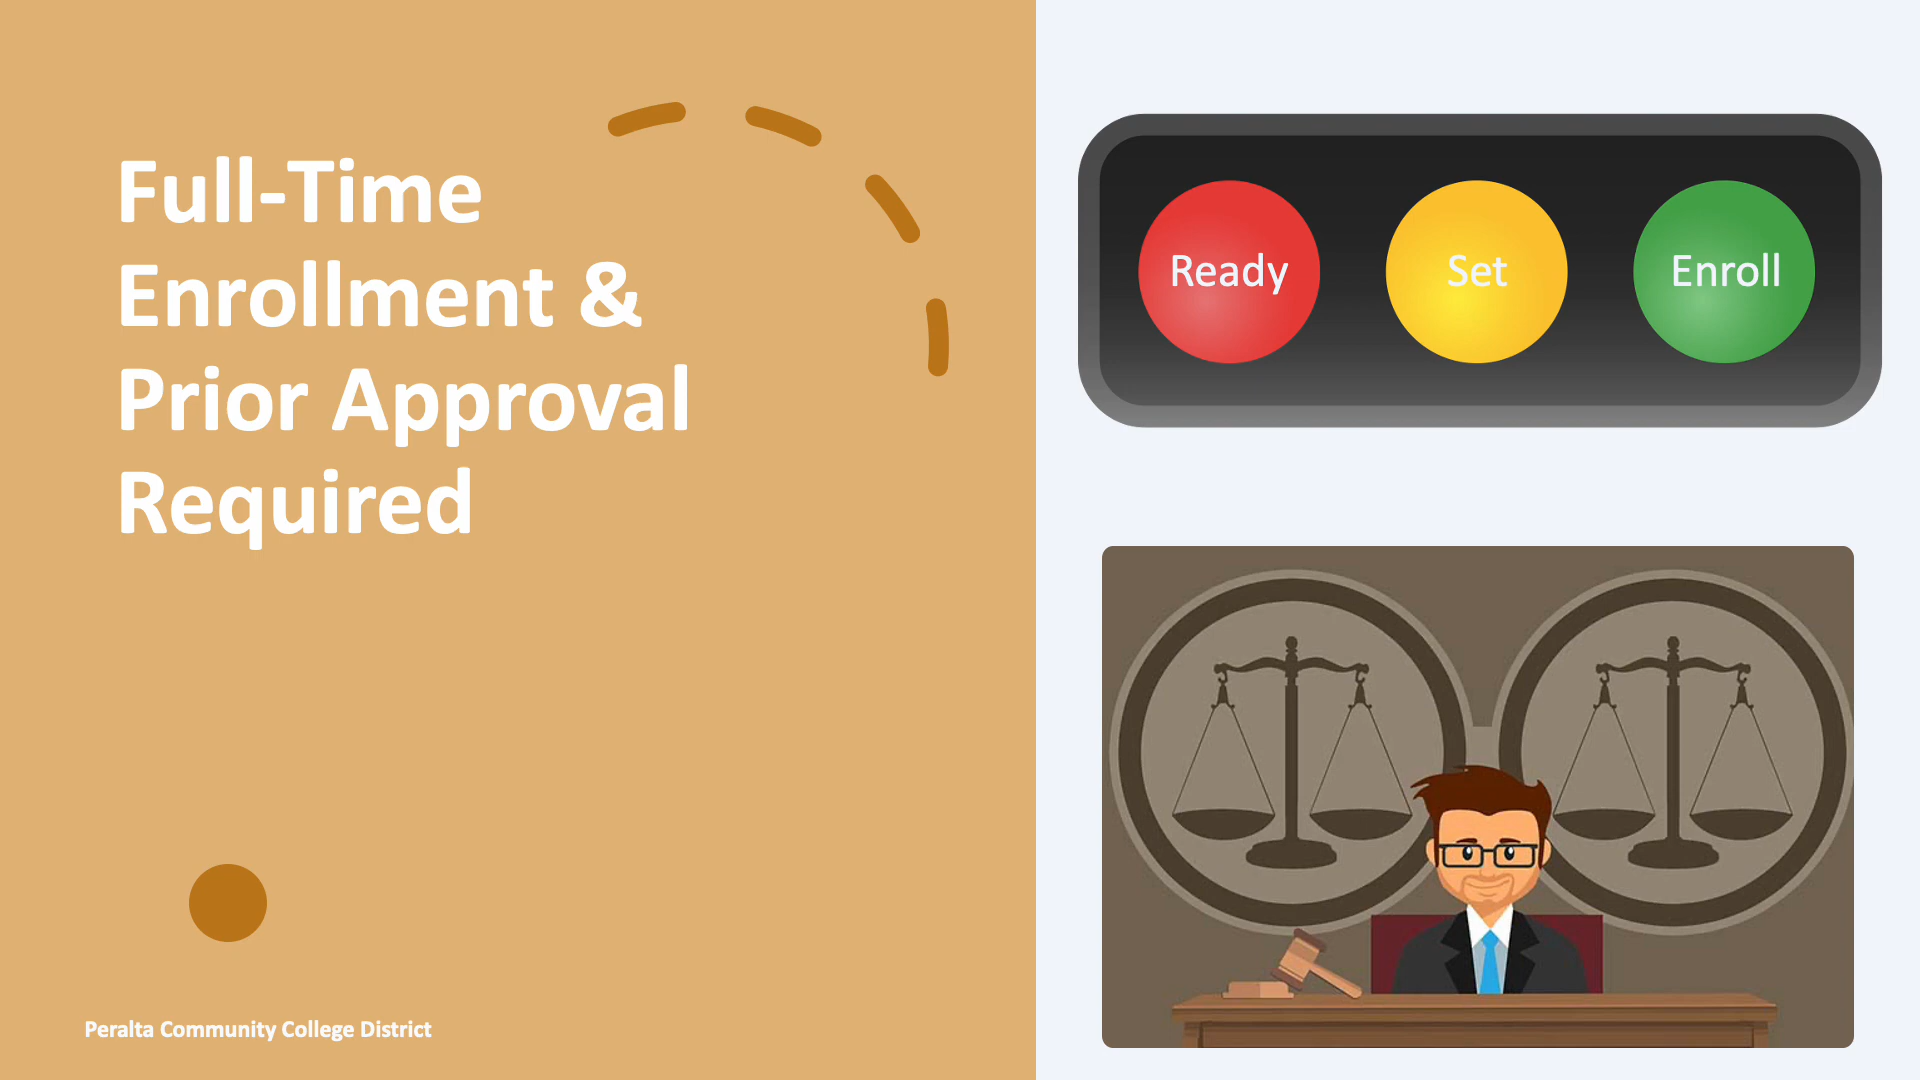 Full-Time
Enrollment &
Prior Approval
Required
Peralta Community College District
Ready
Set
Enroll